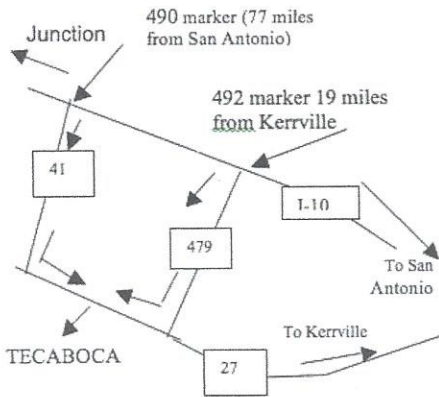 490 marker (77 miles
from San Antonio)
Junction
492 marker 19 miles
from Kerrville
41
I-10
479
To San
Antonio
To Kerrville
TECABOCA
27